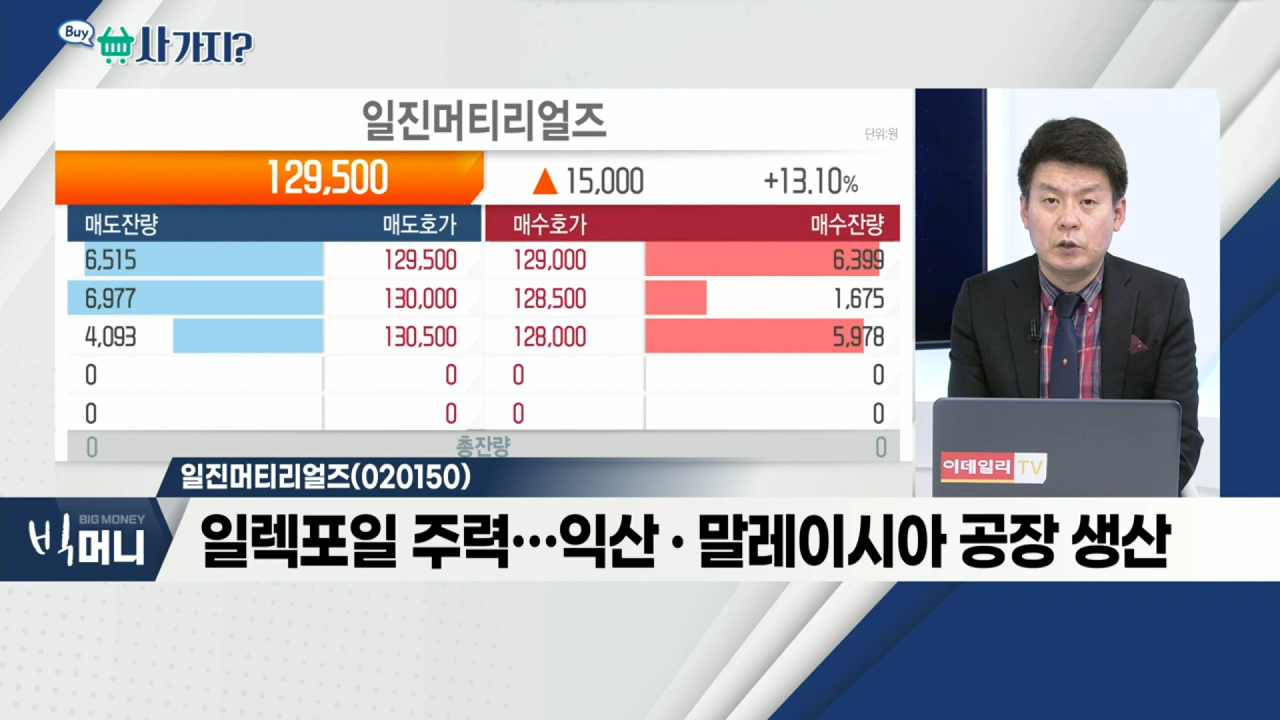 Buy 사가지?
일진머티리얼즈
단위:원
129,500 ▲ 15,000 +13.10%
매도잔량 매도호가 매수호가 매수잔량
6,515 129,500 129,000 6,399
6,977 130,000 128,500 1,675
4,093 130,500 128,000 5,978
0 0 0 0
0 0 0 0
0 총잔량 0
이데일리TV
일진머티리얼즈(020150)
BIG MONEY
빅머니
일렉포일 주력…익산·말레이시아 공장 생산